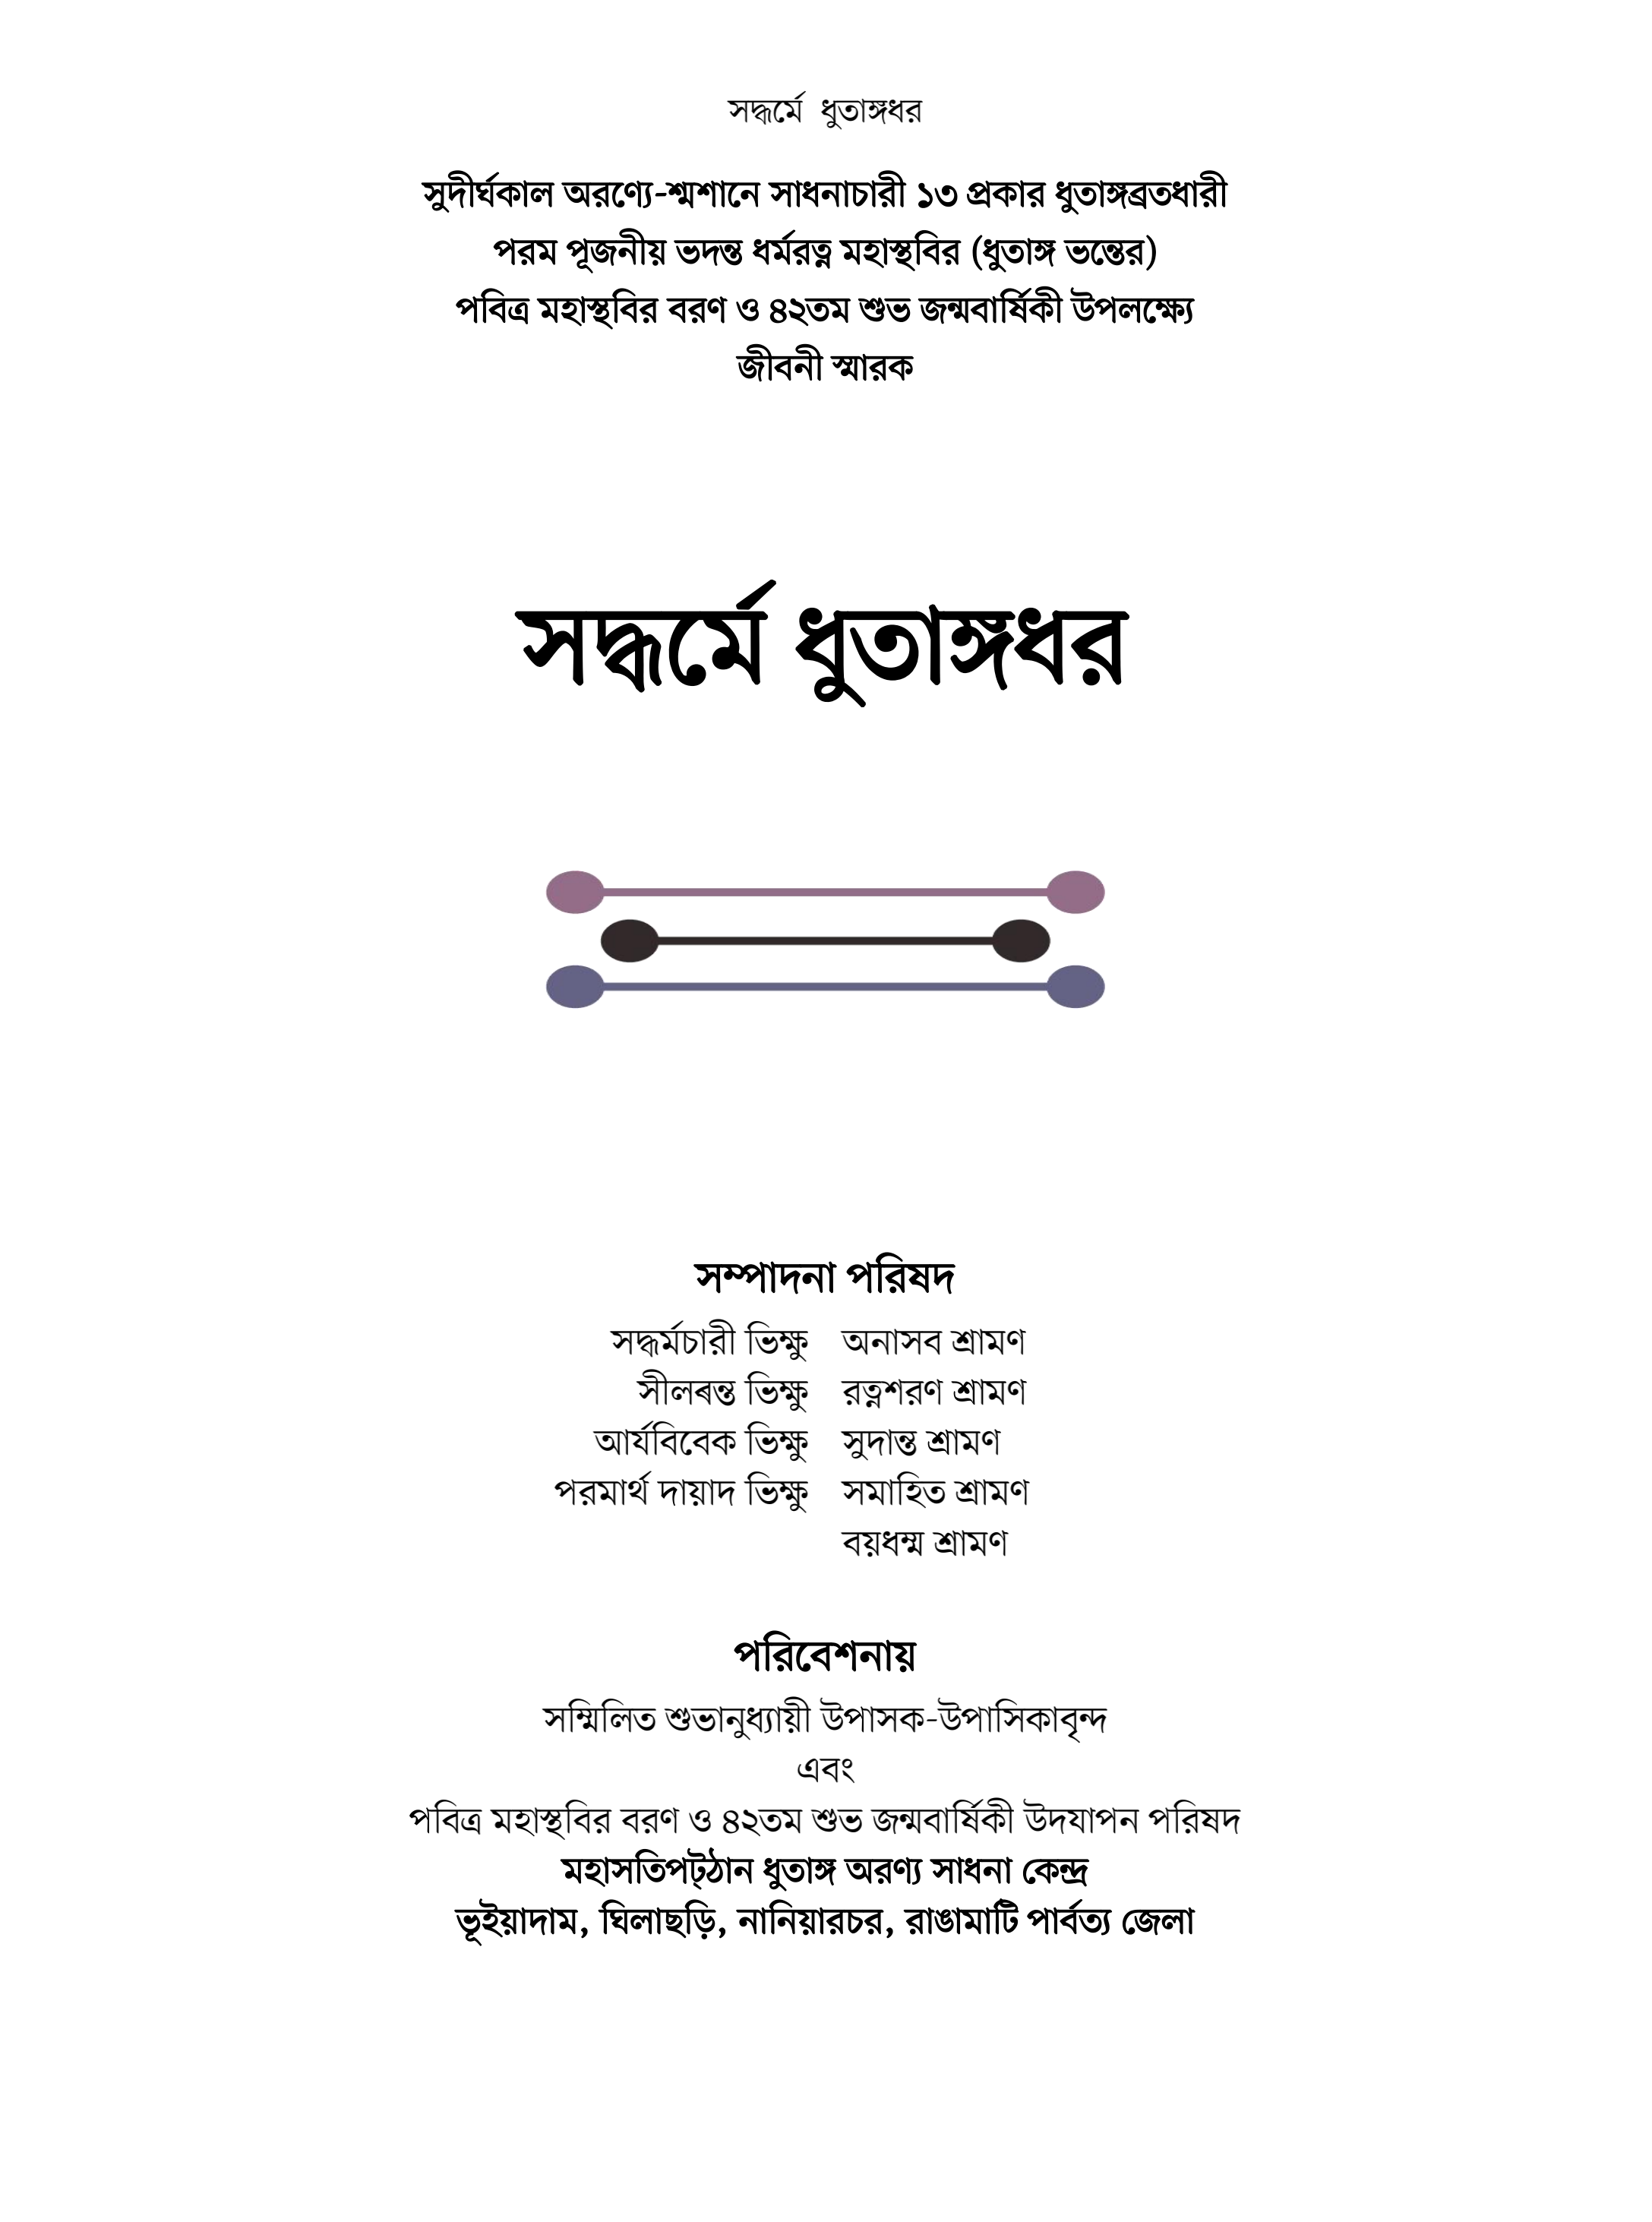 সদ্ধর্মে ধুতাঙ্গধর
সুদীর্ঘকাল অরণ্যে-শ্মশানে সাধনাচারী ১৩ প্রকার ধুতাঙ্গব্রতধারী
পরম পূজনীয় ভদন্ত ধর্মরত্ন মহাস্থবির (ধুতাঙ্গ ভন্তের)
পবিত্র মহাস্থবির বরণ ও ৪২তম শুভ জন্মবার্ষিকী উপলক্ষ্যে
জীবনী স্মারক
সদ্ধর্মে ধুতাঙ্গধর
সম্পাদনা পরিষদ
সদ্ধর্মচারী ভিক্ষু অনাসব শ্রামণ
সীলৰন্ত ভিক্ষু রত্নশরণ শ্রামণ
আর্যবিবেক ভিক্ষু সুদান্ত শ্রামণ
পরমার্থ দায়াদ ভিক্ষু সমাহিত শ্রামণ
বয়ধম্ম শ্রামণ
পরিবেশনায়
সম্মিলিত শুভানুধ্যায়ী উপাসক-উপাসিকাবৃন্দ
এবং
পবিত্র মহাস্থবির বরণ ও ৪২তম শুভ জন্মবার্ষিকী উদযাপন পরিষদ
মহাসতিপট্‌ঠান ধুতাঙ্গ অরণ্য সাধনা কেন্দ্র
ভূইয়াদাম, ঘিলাছড়ি, নানিয়ারচর, রাঙামাটি পার্বত্য জেলা